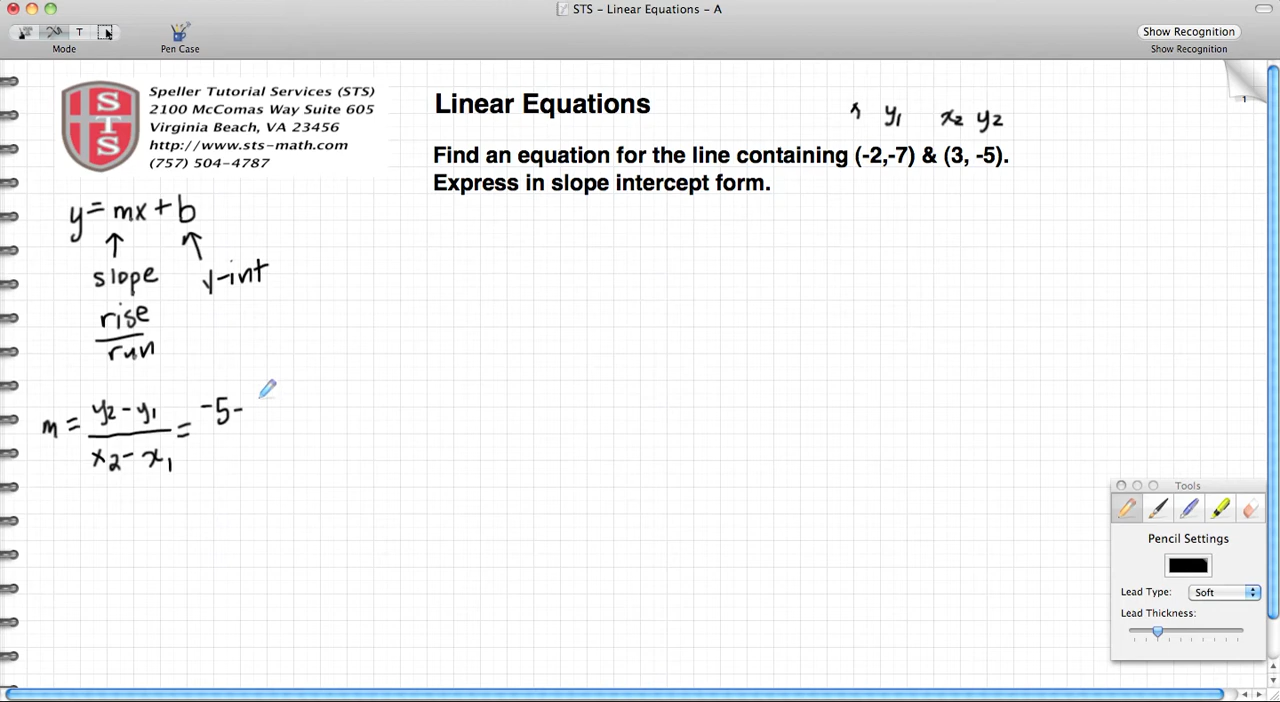 STS - Linear Equations - A
Mode
T
Pen Case
Show Recognition
Show Recognition
STS
Speller Tutorial Services (STS)
2100 McComas Way Suite 605
Virginia Beach, VA 23456
http://www.sts-math.com
(757) 504-4787
Linear Equations
y₁ x₂ y₂
1
Find an equation for the line containing (-2,-7) & (3, -5).
Express in slope intercept form.
y = mx + b
slope y-int
rise
run
m = y₂ - y₁ = -5 -
x₂ - x₁
Tools
Pencil Settings
Lead Type: Soft
Lead Thickness: